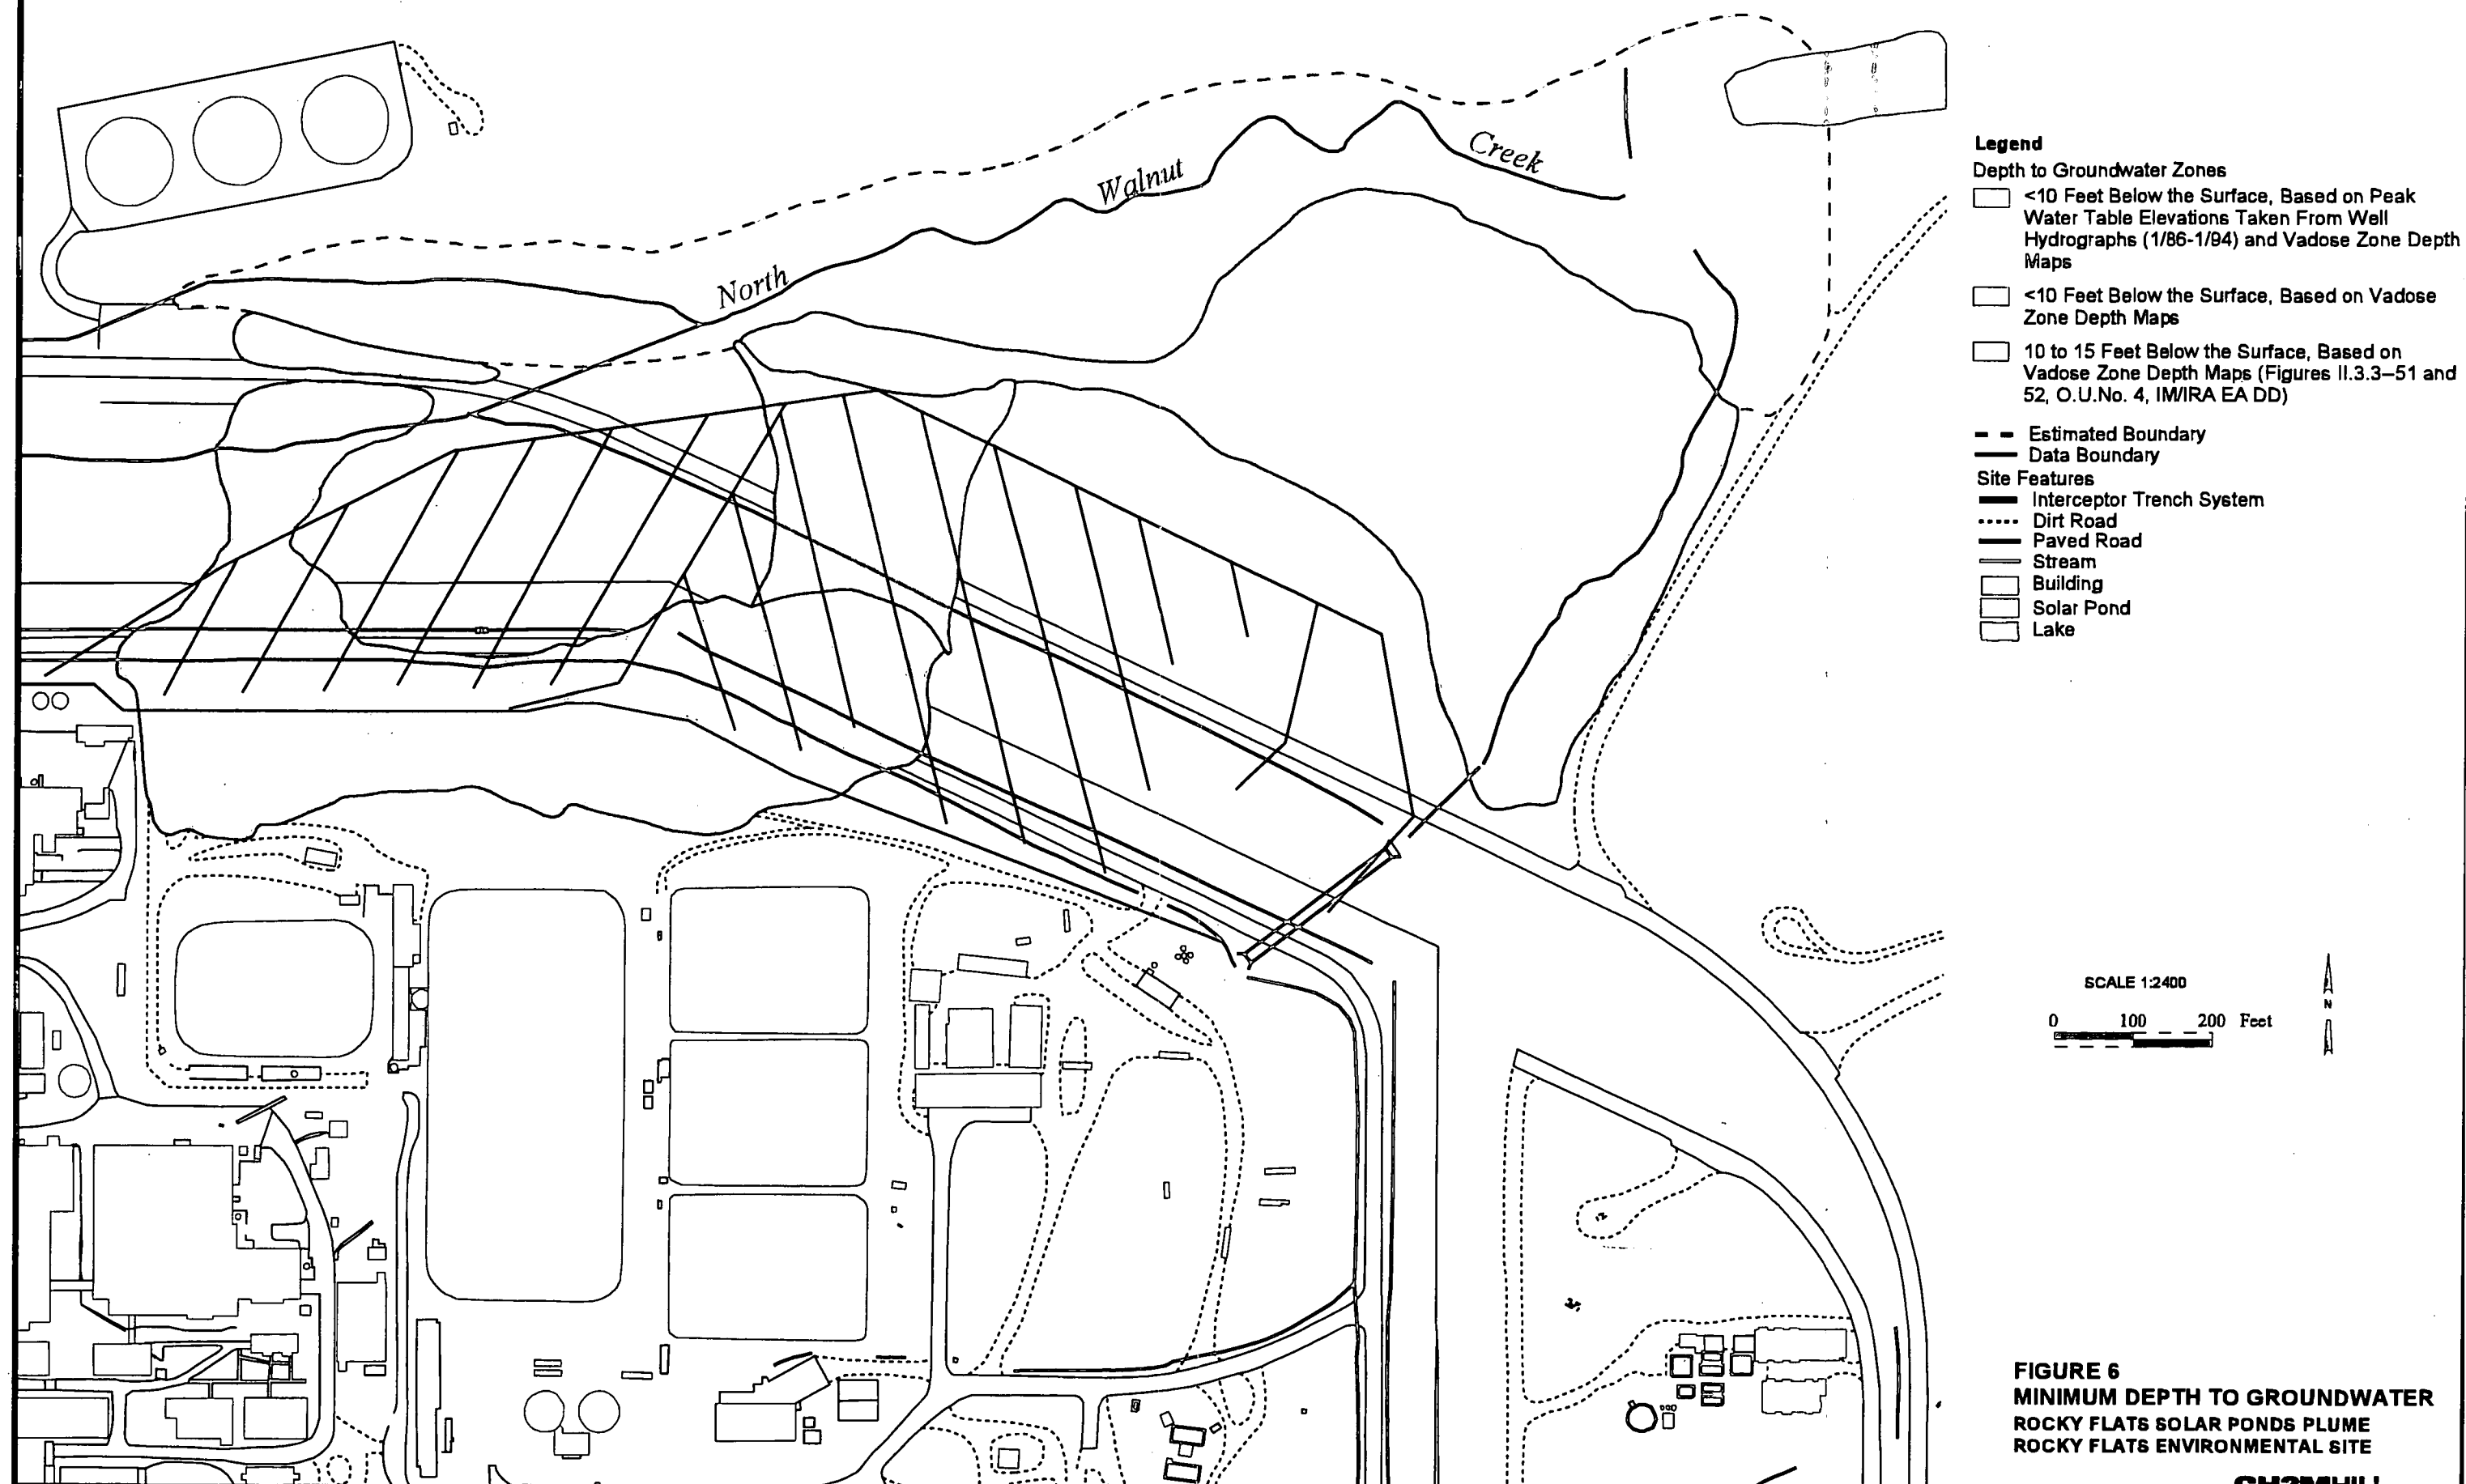 North
Walnut
Creek
Legend
Depth to Groundwater Zones
<10 Feet Below the Surface, Based on Peak
Water Table Elevations Taken From Well
Hydrographs (1/86-1/94) and Vadose Zone Depth
Maps
<10 Feet Below the Surface, Based on Vadose
Zone Depth Maps
10 to 15 Feet Below the Surface, Based on
Vadose Zone Depth Maps (Figures II.3.3–51 and
52, O.U.No. 4, IM/IRA EA DD)
Estimated Boundary
Data Boundary
Site Features
Interceptor Trench System
Dirt Road
Paved Road
Stream
Building
Solar Pond
Lake
SCALE 1:2400
0 100 200 Feet
N
FIGURE 6
MINIMUM DEPTH TO GROUNDWATER
ROCKY FLATS SOLAR PONDS PLUME
ROCKY FLATS ENVIRONMENTAL SITE
CH2MHILL